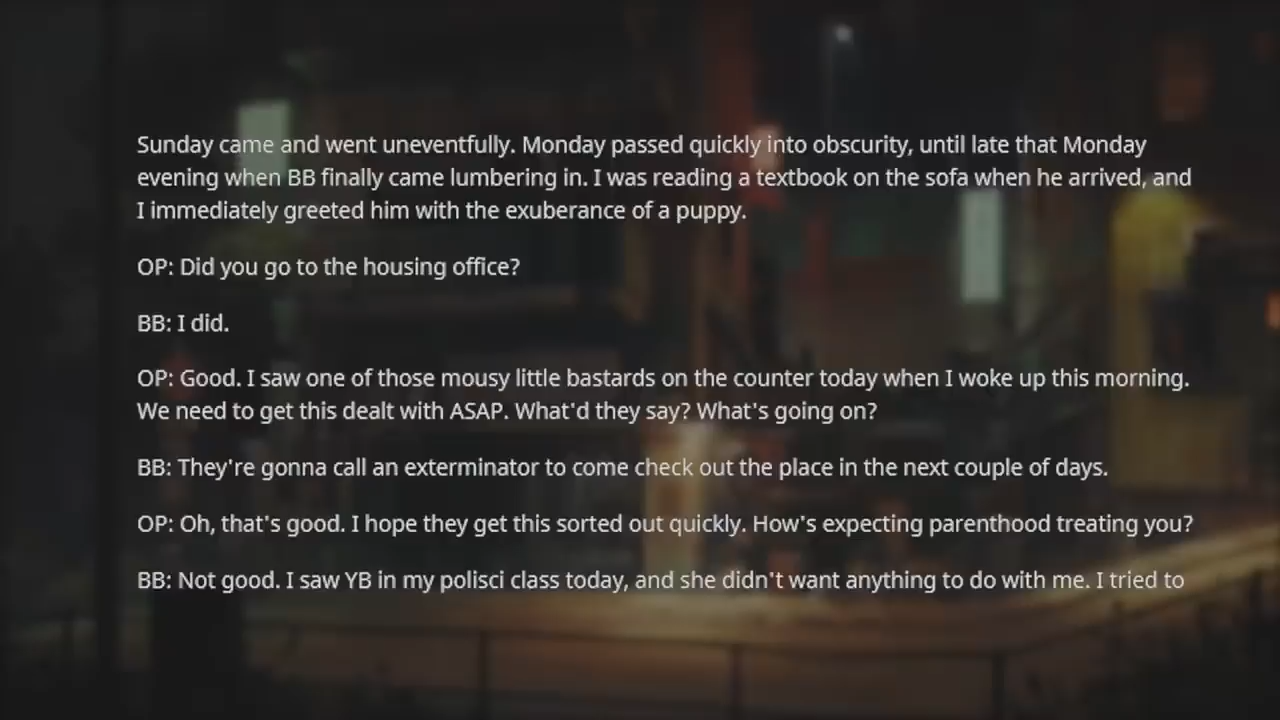 Sunday came and went uneventfully. Monday passed quickly into obscurity, until late that Monday
evening when BB finally came lumbering in. I was reading a textbook on the sofa when he arrived, and
I immediately greeted him with the exuberance of a puppy.
OP: Did you go to the housing office?
BB: I did.
OP: Good. I saw one of those mousy little bastards on the counter today when I woke up this morning.
We need to get this dealt with ASAP. What'd they say? What's going on?
BB: They're gonna call an exterminator to come check out the place in the next couple of days.
OP: Oh, that's good. I hope they get this sorted out quickly. How's expecting parenthood treating you?
BB: Not good. I saw YB in my polisci class today, and she didn't want anything to do with me. I tried to